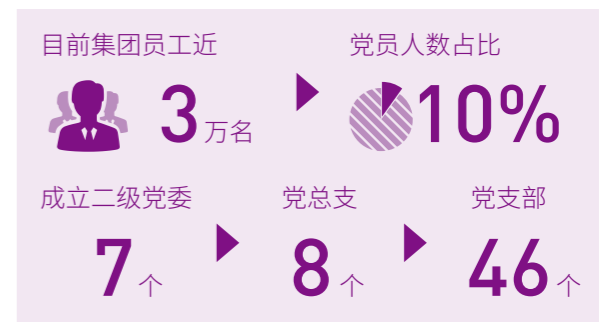 目前集团员工近
党员人数占比
3万名
10%
成立二级党委
党总支
党支部
7个
8个
46个